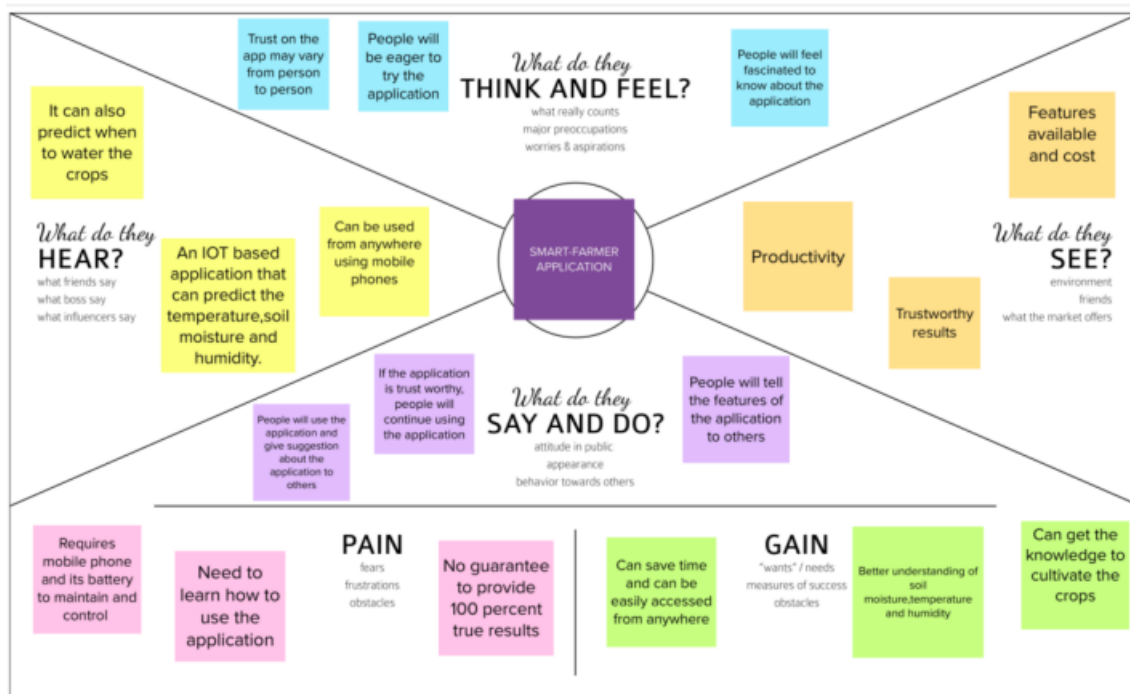 Trust on the
app may vary
from person
to person
People will
be eager to
try the
application
What do they
THINK AND FEEL?
what really counts
major preoccupations
worries & aspirations
People will feel
fascinated to
know about the
application
It can also
predict when
to water the
crops
What do they
HEAR?
what friends say
what boss say
what influencers say
An IOT based
application that
can predict the
temperature,soil
moisture and
humidity.
Can be used
from anywhere
using mobile
phones
SMART-FARMER
APPLICATION
Productivity
Features
available
and cost
What do they
SEE?
environment
friends
what the market offers
Trustworthy
results
People will use the
application and
give suggestion
about the
application to
others
If the application
is trust worthy,
people will
continue using
the application
What do they
SAY AND DO?
attitude in public
appearance
behavior towards others
People will tell
the features of
the apllication
to others
Requires
mobile phone
and its battery
to maintain and
control
Need to
learn how to
use the
application
PAIN
fears
frustrations
obstacles
No guarantee
to provide
100 percent
true results
Can save time
and can be
easily accessed
from anywhere
GAIN
"wants" / needs
measures of success
obstacles
Better understanding of
soil
moisture,temperature
and humidity
Can get the
knowledge to
cultivate the
crops